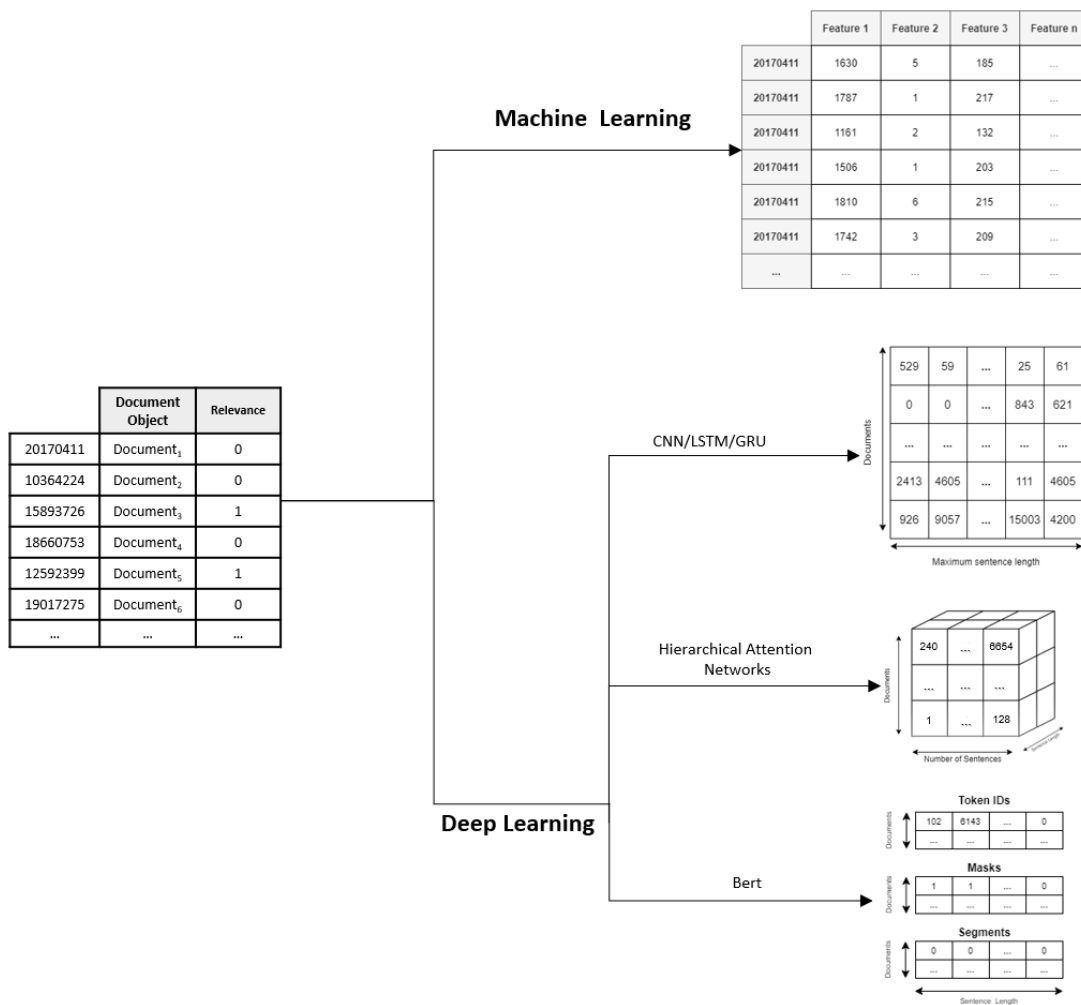 Feature 1 Feature 2 Feature 3 Feature n
20170411 1630 5 185 ...
20170411 1787 1 217 ...
20170411 1161 2 132 ...
20170411 1506 1 203 ...
20170411 1810 6 215 ...
20170411 1742 3 209 ...
... ... ... ... ...
Machine Learning
Document Object Relevance
20170411 Document₁ 0
10364224 Document₂ 0
15893726 Document₃ 1
18660753 Document₄ 0
12592399 Document₅ 1
19017275 Document₆ 0
... ... ...
CNN/LSTM/GRU
Documents
529 59 ... 25 61
0 0 ... 843 621
... ... ... ... ...
2413 4605 ... 111 4605
926 9057 ... 15003 4200
Maximum sentence length
Hierarchical Attention
Networks
Documents
240 ... 6654
... ... ...
1 ... 128
Number of Sentences
Sentence Length
Deep Learning
Bert
Token IDs
Documents
102 6143 ... 0
... ... ... ...
Masks
Documents
1 1 ... 0
... ... ... ...
Segments
Documents
0 0 ... 0
... ... ... ...
Sentence Length